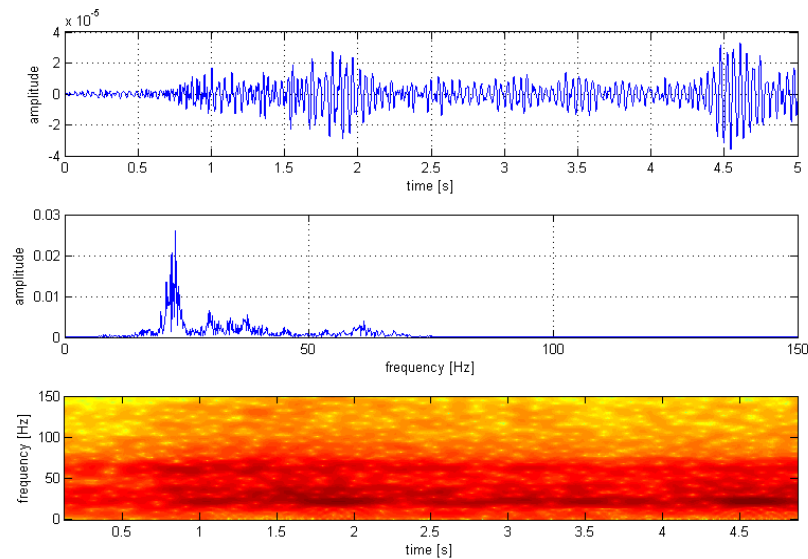 x 10^-5
4
2
0
-2
-4
amplitude
0 0.5 1 1.5 2 2.5 3 3.5 4 4.5 5
time [s]
0.03
0.02
0.01
0
amplitude
0 50 100 150
frequency [Hz]
150
100
50
0
frequency [Hz]
0.5 1 1.5 2 2.5 3 3.5 4 4.5
time [s]